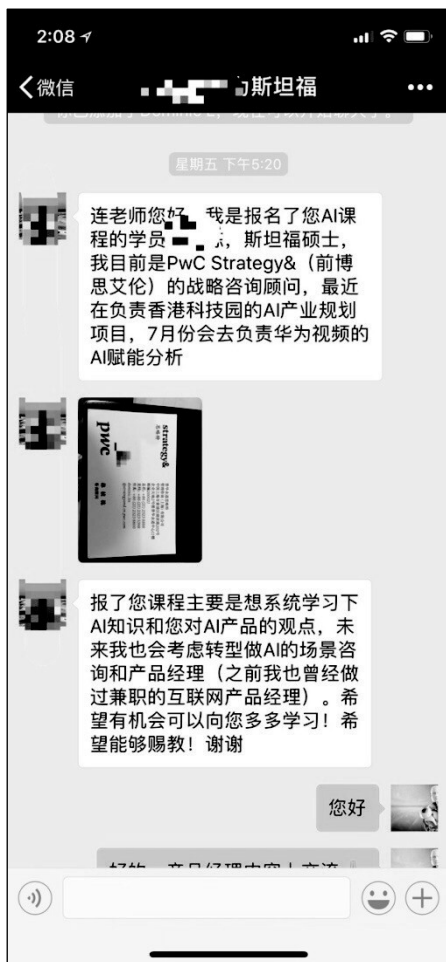 2:08
微信
斯坦福
星期五 下午5:20
连老师您好，我是报名了您AI课
程的学员
，斯坦福硕士，
我目前是PwC Strategy&（前博
思艾伦）的战略咨询顾问，最近
在负责香港科技园的AI产业规划
项目，7月份会去负责华为视频的
AI赋能分析
strategy&
pwc
报了您课程主要是想系统学习下
AI知识和您对AI产品的观点，未
来我也会考虑转型做AI的场景咨
询和产品经理（之前我也曾经做
过兼职的互联网产品经理）。希
望有机会可以向您多多学习！希
望能够赐教！谢谢
您好